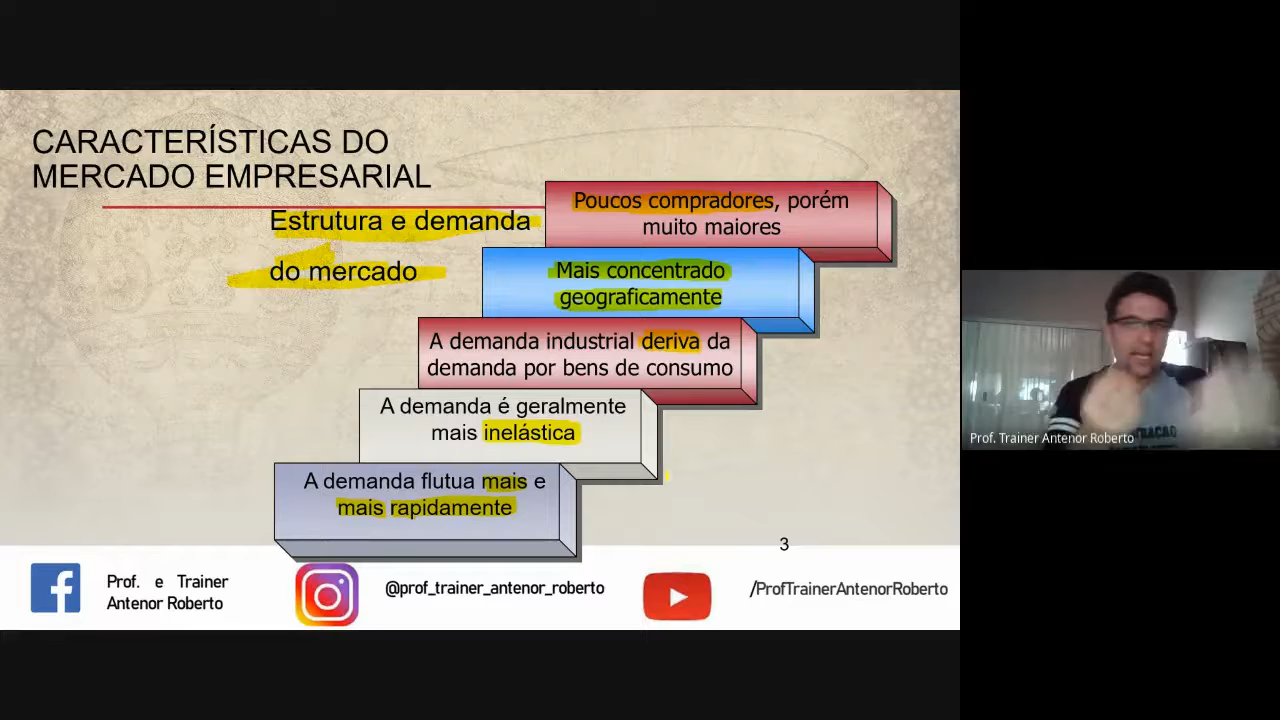 CARACTERÍSTICAS DO
MERCADO EMPRESARIAL
Estrutura e demanda
do mercado
Poucos compradores, porém
muito maiores
Mais concentrado
geograficamente
A demanda industrial deriva da
demanda por bens de consumo
A demanda é geralmente
mais inelástica
A demanda flutua mais e
mais rapidamente
3
Prof. e Trainer
Antenor Roberto
@prof_trainer_antenor_roberto
/ProfTrainerAntenorRoberto
Prof. Trainer Antenor Roberto